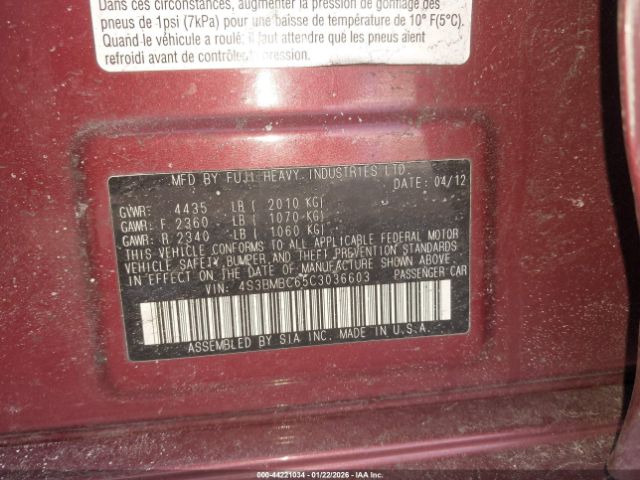 Dans ces circonstances, augmenter la pression de gonflage des
pneus de 1psi (7kPa) pour une baisse de température de 10° F(5°C).
Quand le véhicule a roulé: il faut attendre que les pneus aient
refroidi avant de contrôler la pression.
MFD BY FUJI HEAVY INDUSTRIES LTD.
DATE: 04/12
GVWR: 4435 LB ( 2010 KG)
GAWR: F 2360 LB ( 1070 KG)
GAWR: R 2340 LB ( 1060 KG)
THIS VEHICLE CONFORMS TO ALL APPLICABLE FEDERAL MOTOR
VEHICLE SAFETY, BUMPER, AND THEFT PREVENTION STANDARDS
IN EFFECT ON THE DATE OF MANUFACTURE SHOWN ABOVE.
VIN: 4S3BMBC65C3036603 PASSENGER CAR
ASSEMBLED BY SIA INC. MADE IN U.S.A.
000-44221034 - 01/22/2026 - IAA